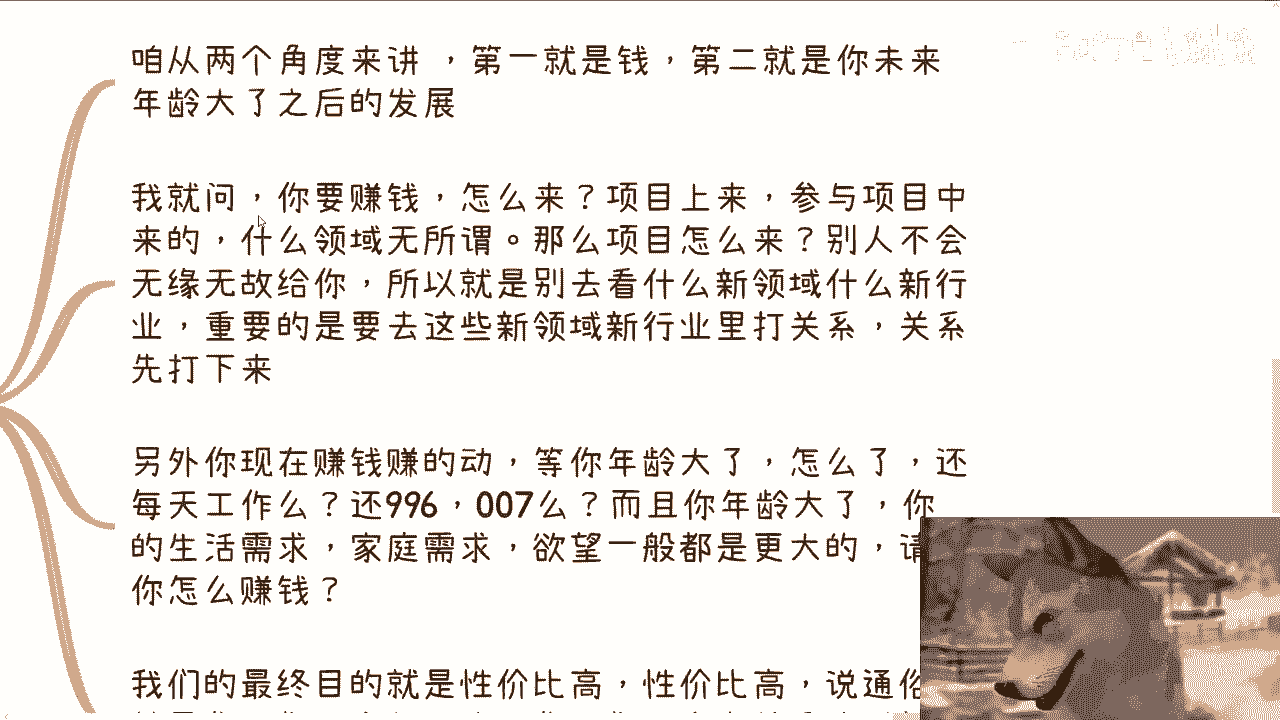 咱从两个角度来讲 ，第一就是钱，第二就是你未来
年龄大了之后的发展
我就问，你要赚钱，怎么来？项目上来，参与项目中
来的，什么领域无所谓。那么项目怎么来？别人不会
无缘无故给你，所以就是别去看什么新领域什么新行
业，重要的是要去这些新领域新行业里打关系，关系
先打下来
另外你现在赚钱赚的动，等你年龄大了，怎么了，还
每天工作么？还996，007么？而且你年龄大了，你
的生活需求，家庭需求，欲望一般都是更大的，请
你怎么赚钱？
我们的最终目的就是性价比高，性价比高，说通俗